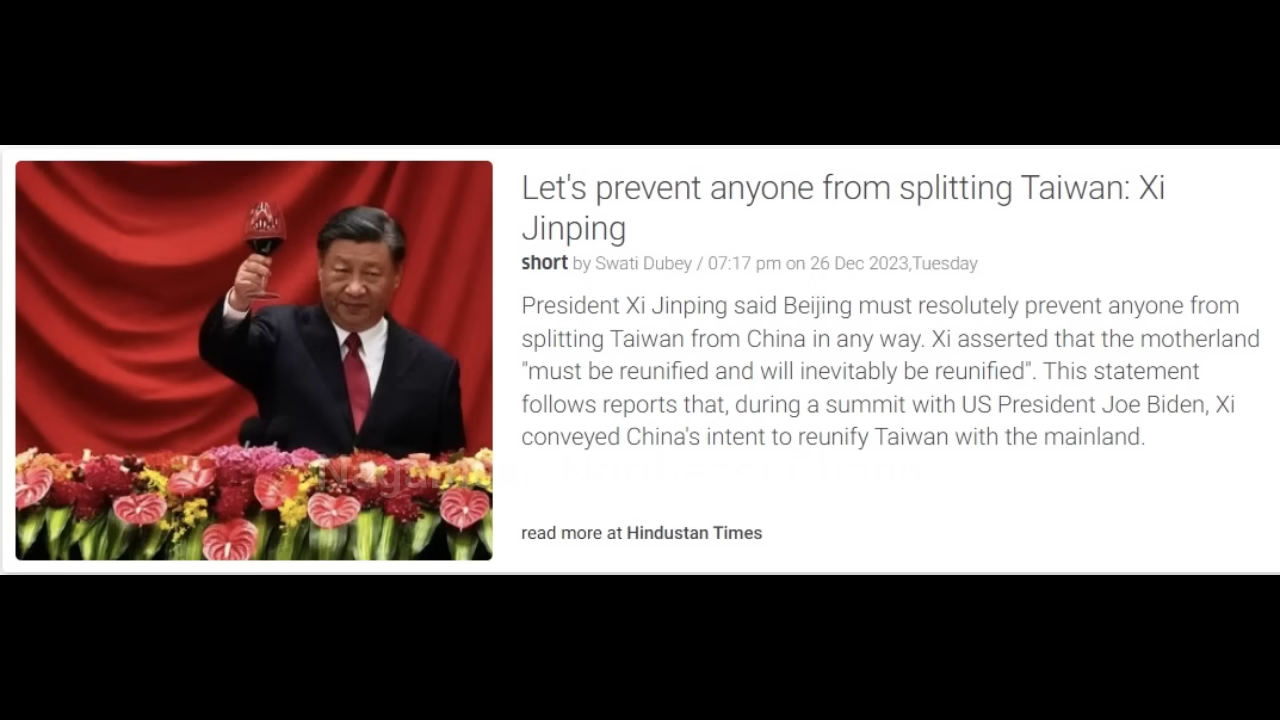 Let's prevent anyone from splitting Taiwan: Xi
Jinping
short by Swati Dubey / 07:17 pm on 26 Dec 2023,Tuesday
President Xi Jinping said Beijing must resolutely prevent anyone from
splitting Taiwan from China in any way. Xi asserted that the motherland
"must be reunified and will inevitably be reunified". This statement
follows reports that, during a summit with US President Joe Biden, Xi
conveyed China's intent to reunify Taiwan with the mainland.
read more at Hindustan Times